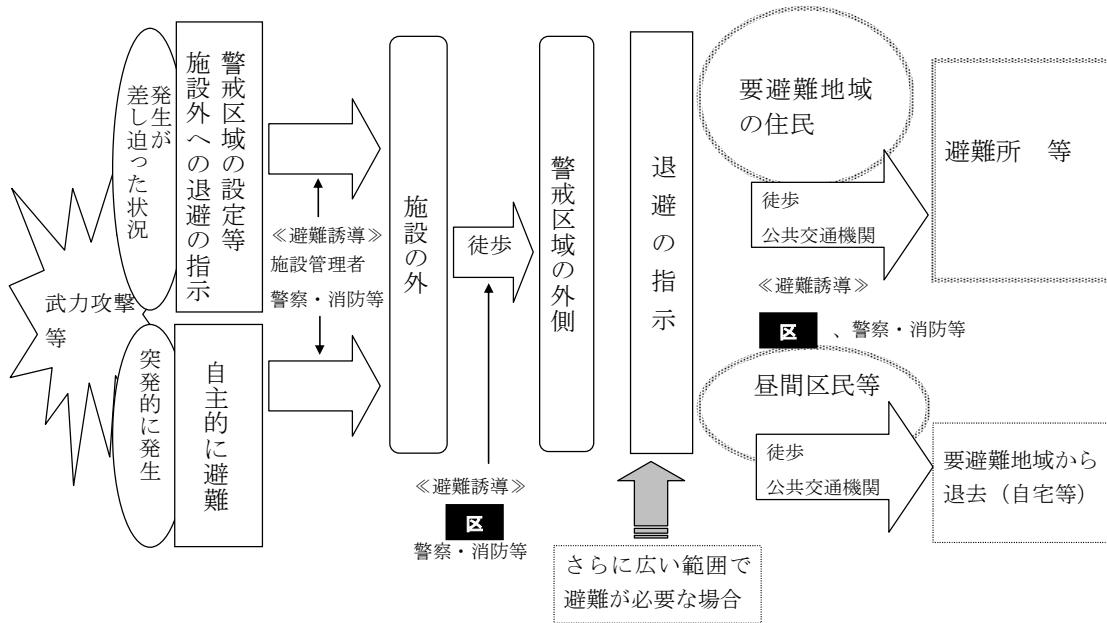 武力攻撃
等
発生が
差し迫った状況
警戒区域の設定等
施設外への退避の指示
突発的に発生
自主的に避難
≪避難誘導≫
施設管理者
警察・消防等
施設の外
徒歩
≪避難誘導≫
区
警察・消防等
警戒区域の外側
退避の指示
さらに広い範囲で
避難が必要な場合
要避難地域
の住民
徒歩
公共交通機関
避難所　等
≪避難誘導≫
区 、警察・消防等
昼間区民等
徒歩
公共交通機関
要避難地域から
退去（自宅等）